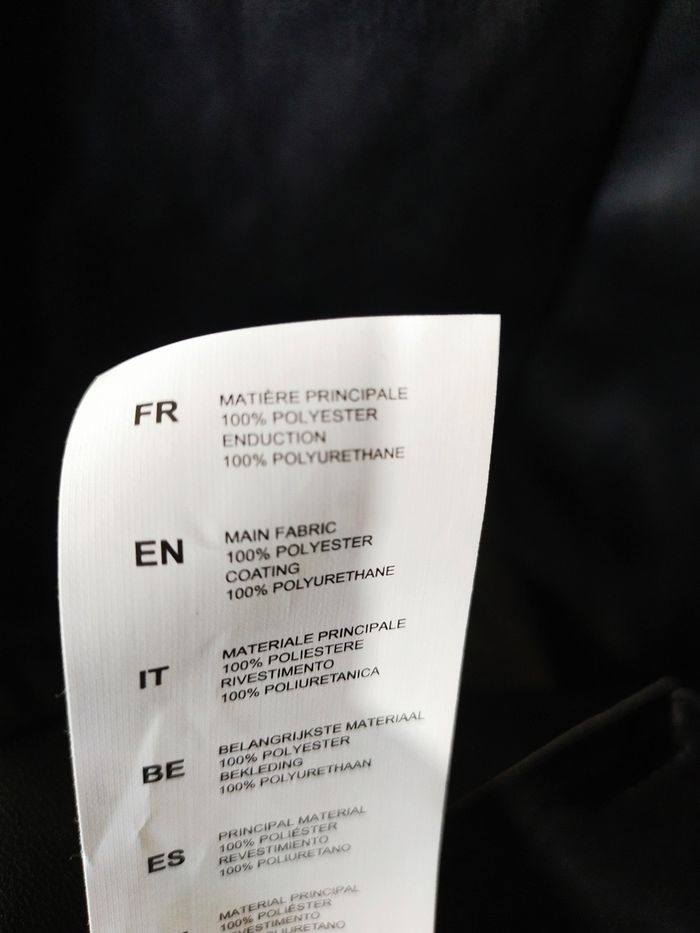 FR
MATIÈRE PRINCIPALE
100% POLYESTER
ENDUCTION
100% POLYURETHANE
EN
MAIN FABRIC
100% POLYESTER
COATING
100% POLYURETHANE
IT
MATERIALE PRINCIPALE
100% POLIESTERE
RIVESTIMENTO
100% POLIURETANICA
BE
BELANGRIJKSTE MATERIAAL
100% POLYESTER
BEKLEDING
100% POLYURETHAAN
ES
PRINCIPAL MATERIAL
100% POLIÉSTER
REVESTIMIENTO
100% POLIURETANO
MATERIAL PRINCIPAL
100% POLIÉSTER